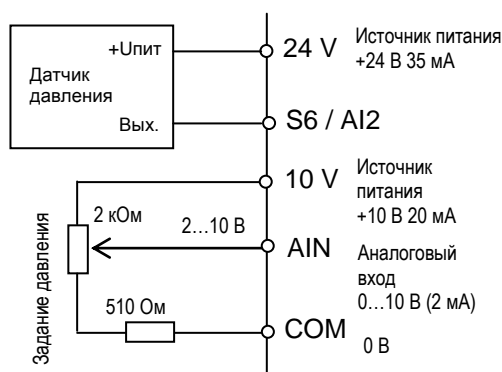 +Uпит
Датчик
давления
Вых.
24 V
Источник питания
+24 В 35 мА
S6 / AI2
10 V
Источник
питания
+10 В 20 мА
2 кОм
2...10 В
AIN
Аналоговый
вход
0...10 В (2 мА)
Задание давления
510 Ом
COM
0 В